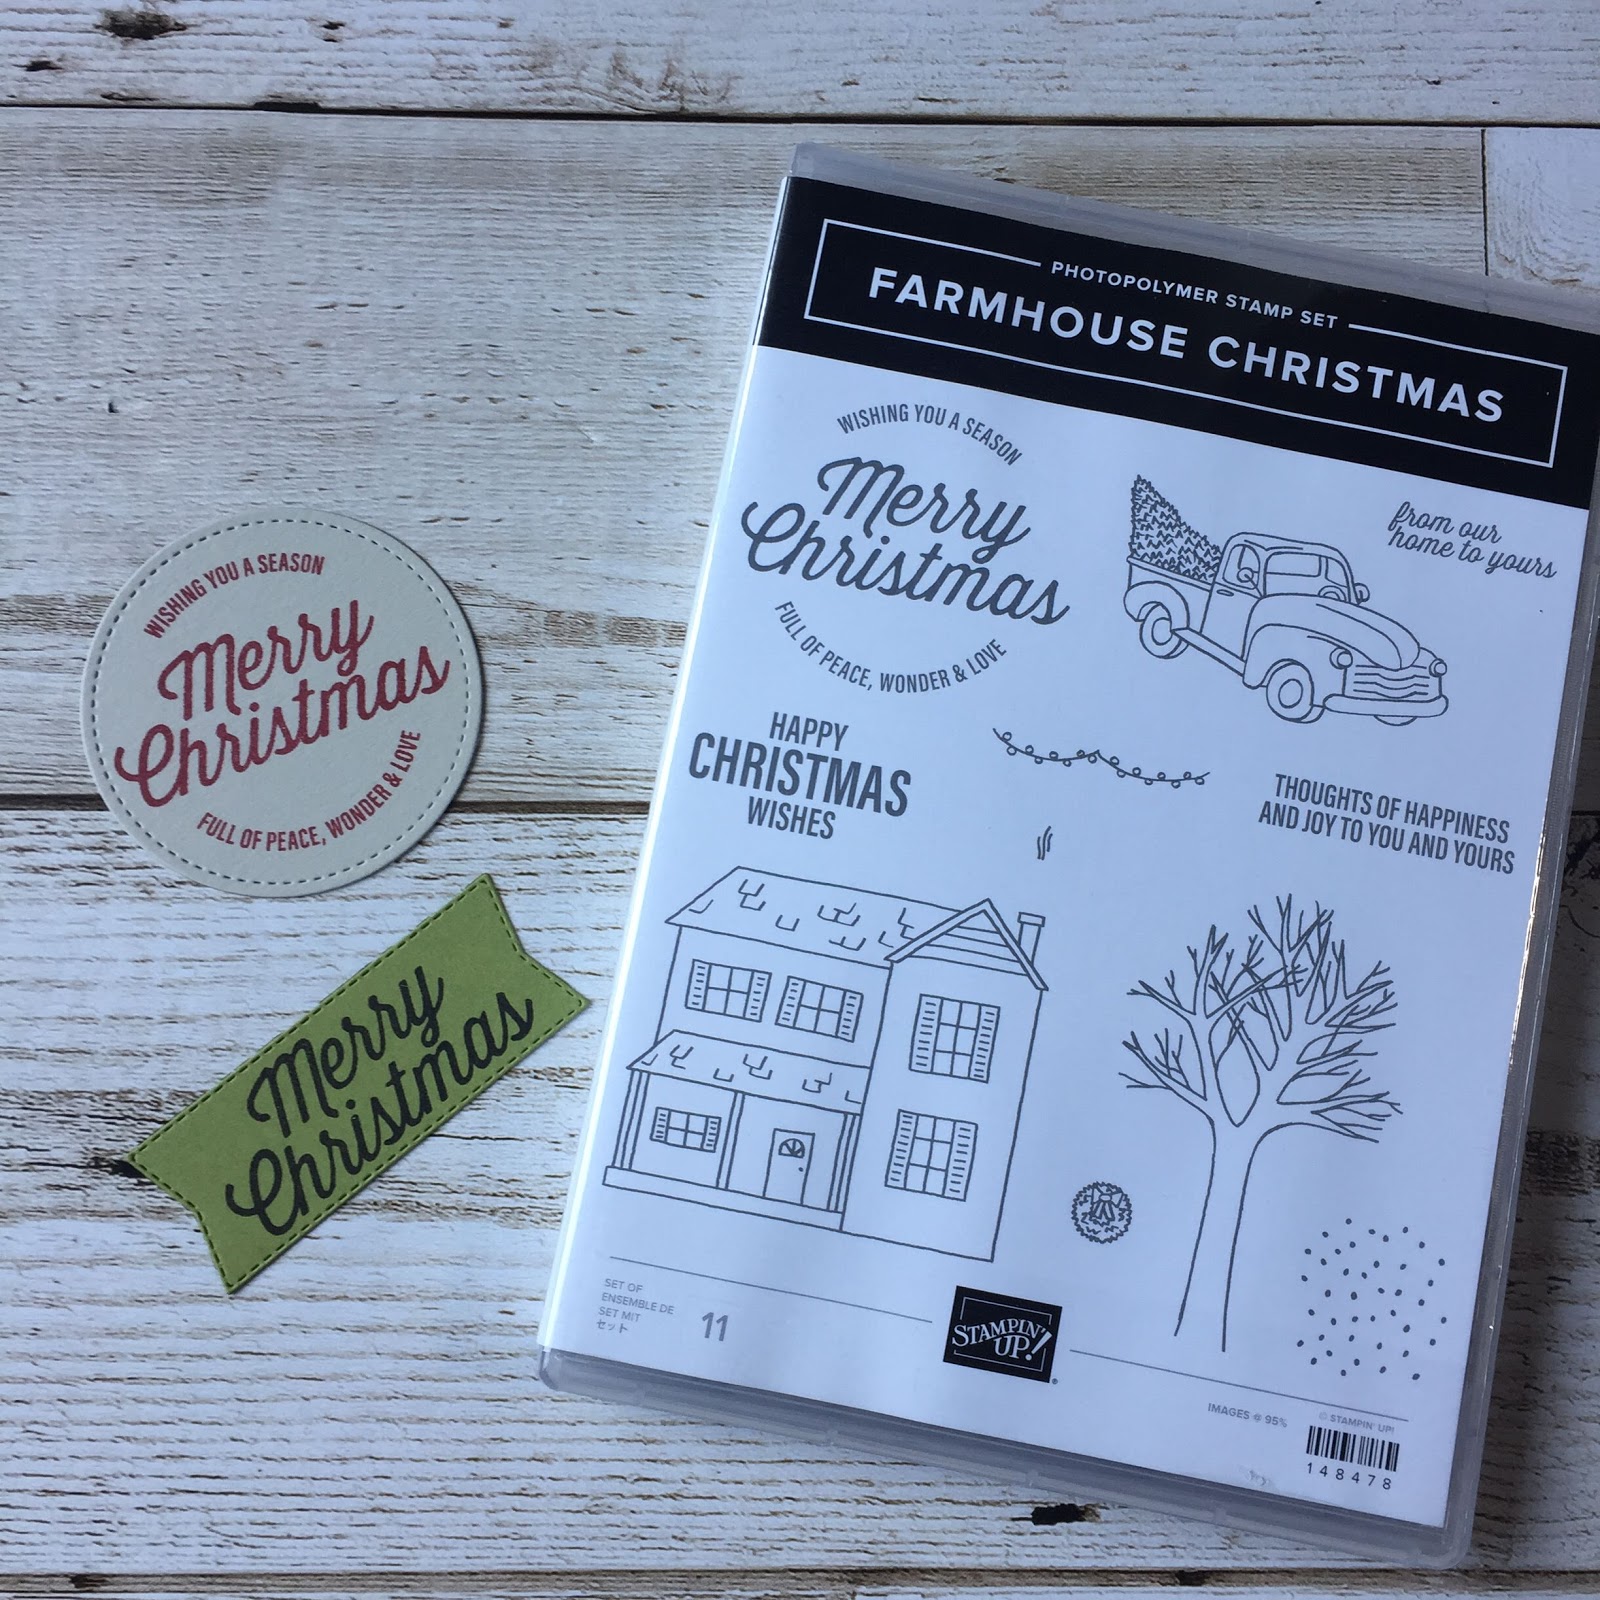 PHOTOPOLYMER STAMP SET
FARMHOUSE CHRISTMAS
WISHING YOU A SEASON
Merry
Christmas
FULL OF PEACE, WONDER & LOVE
from our
home to yours
HAPPY
CHRISTMAS
WISHES
THOUGHTS OF HAPPINESS
AND JOY TO YOU AND YOURS
SET OF
ENSEMBLE DE
SET MIT
セット
11
STAMPIN'
UP!
®
IMAGES @ 95%
© STAMPIN' UP!
148478
WISHING YOU A SEASON
Merry
Christmas
FULL OF PEACE, WONDER & LOVE
Merry
Christmas